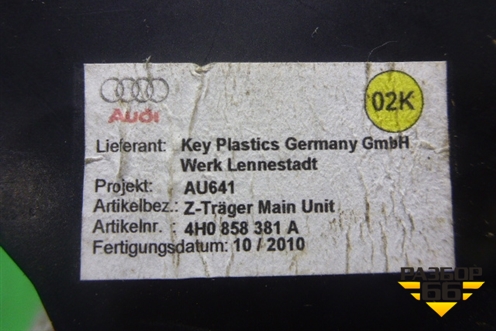 02K
Audi
Lieferant: Key Plastics Germany GmbH
Werk Lennestadt
Projekt: AU641
Artikelbez.: Z-Träger Main Unit
Artikelnr.: 4H0 858 381 A
Fertigungsdatum: 10 / 2010
РАЗБОР
66